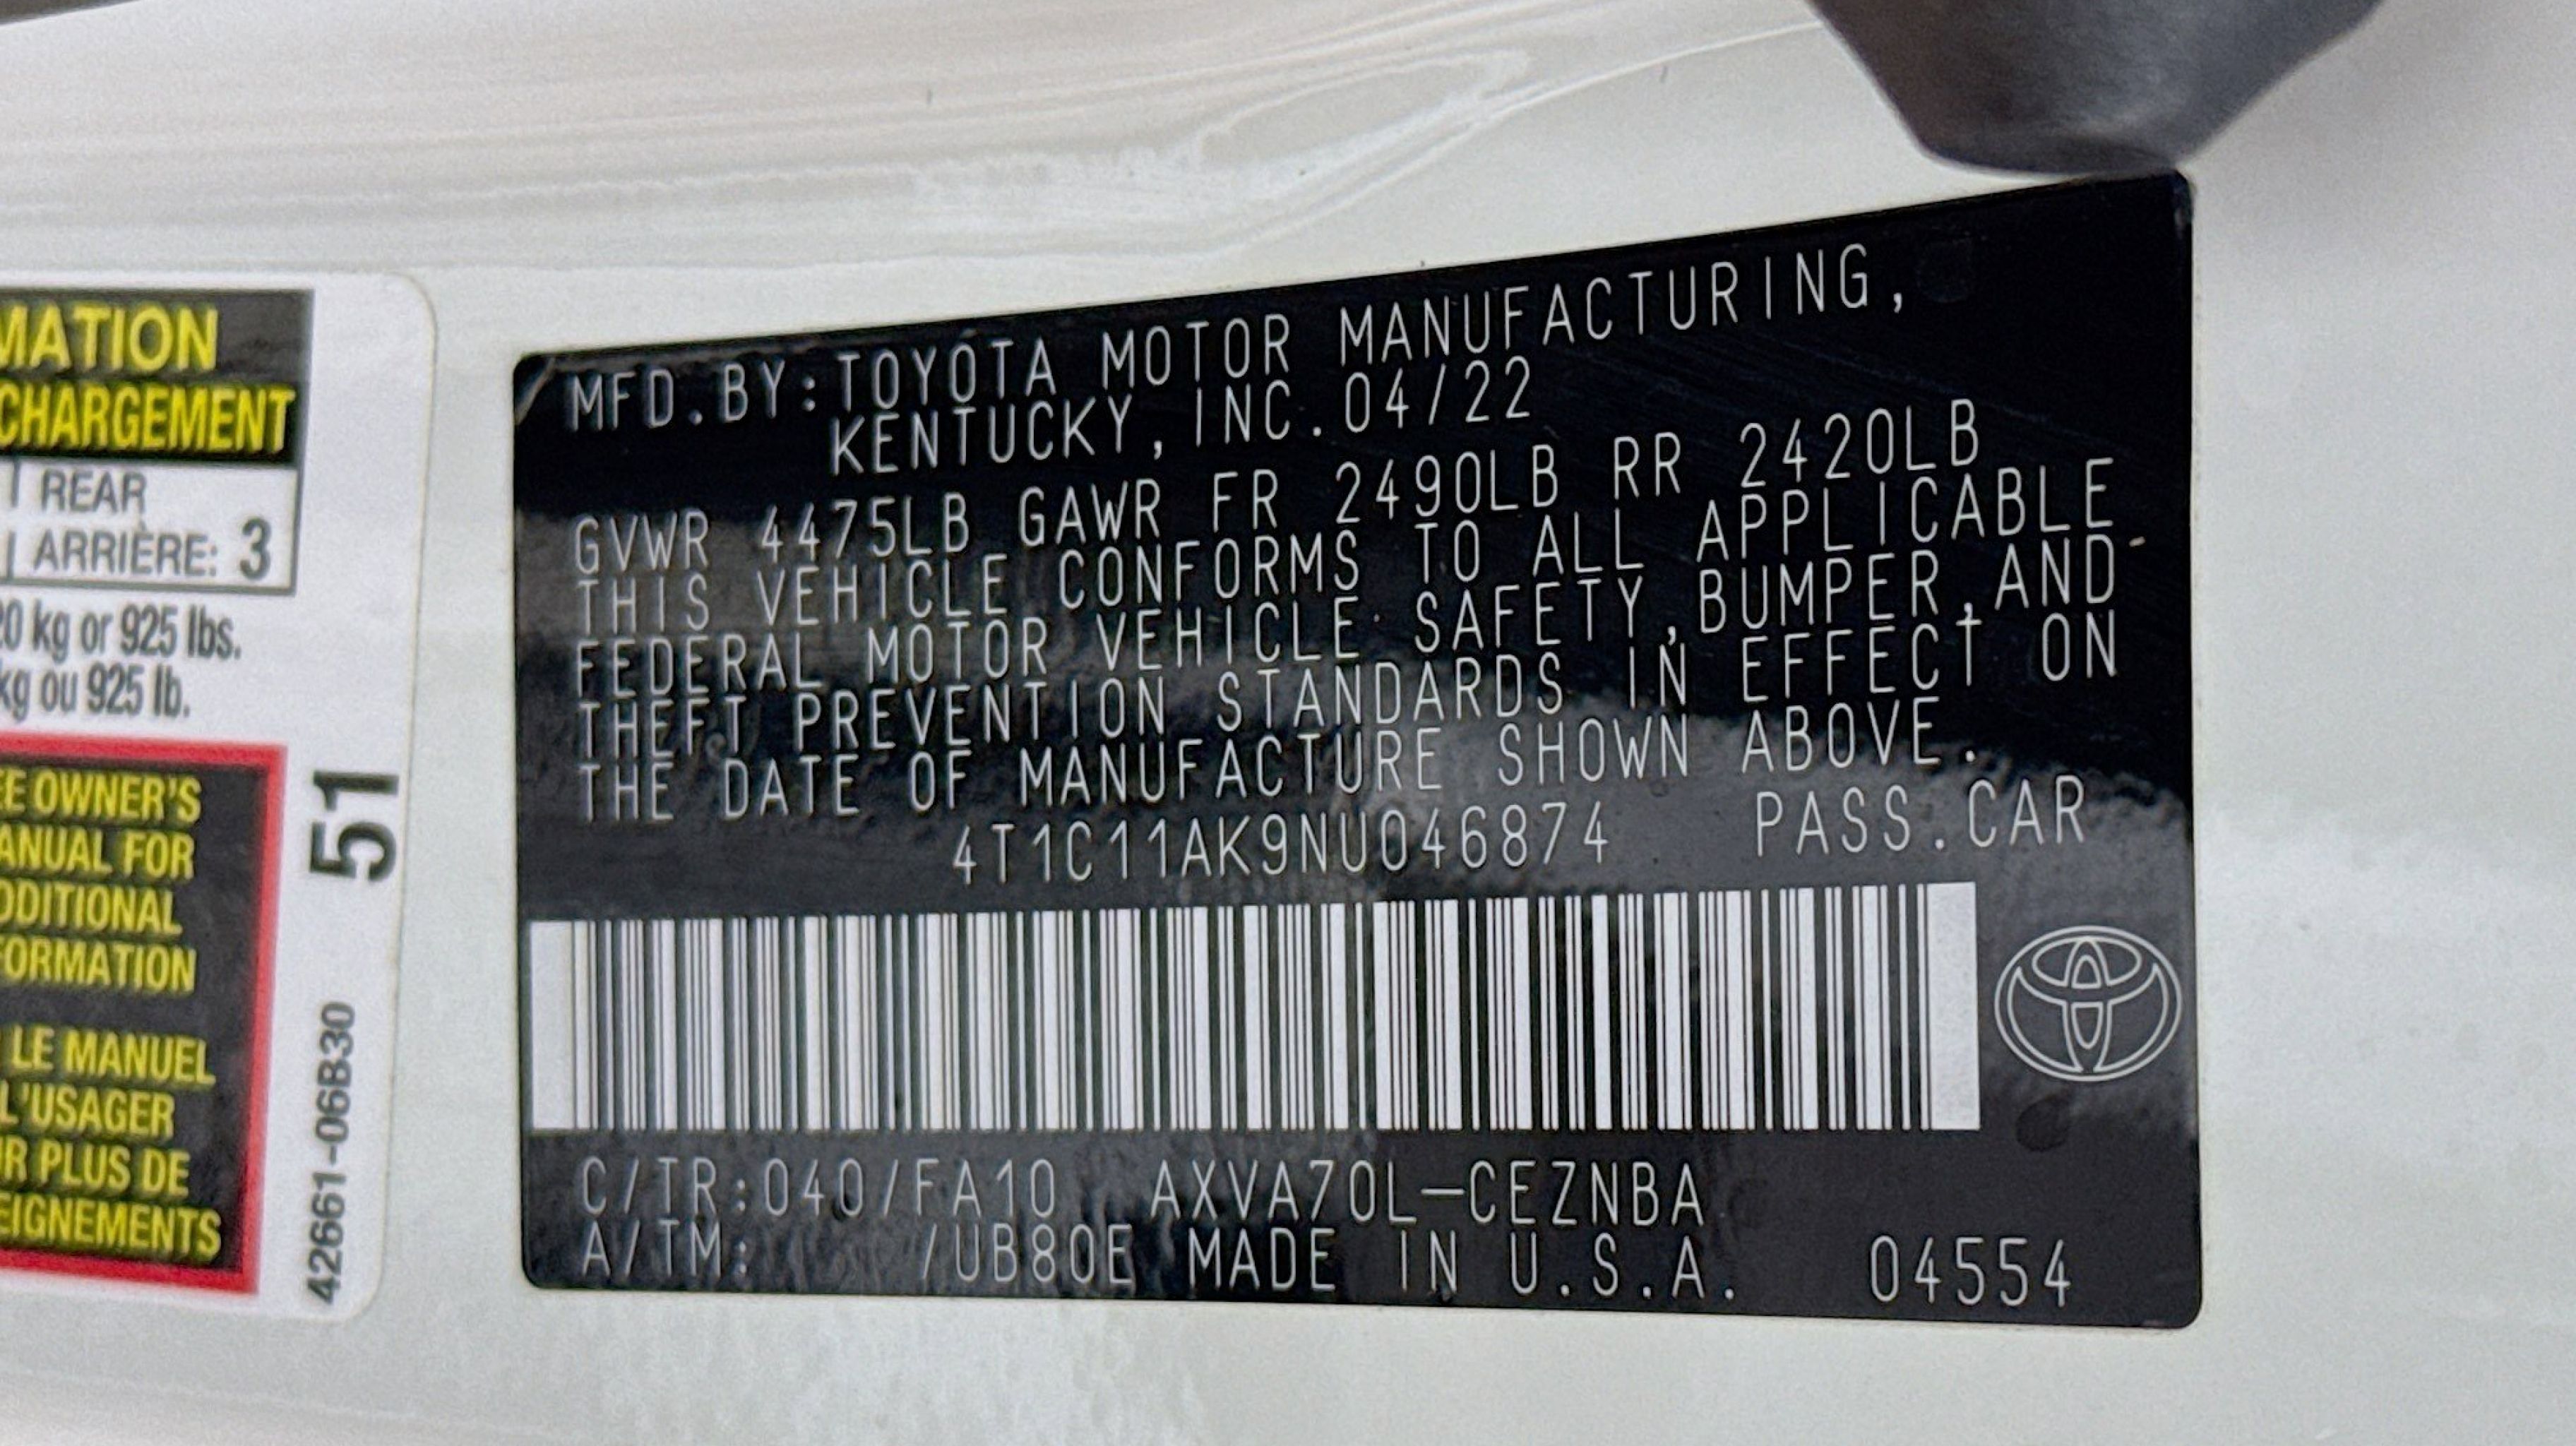 MATION
CHARGEMENT
REAR
ARRIÈRE: 3
20 kg or 925 lbs.
kg ou 925 lb.
EE OWNER'S
ANUAL FOR
DDITIONAL
FORMATION
LE MANUEL
L'USAGER
UR PLUS DE
EIGNEMENTS
51
42661-06B30
MFD.BY:TOYOTA MOTOR MANUFACTURING,
KENTUCKY,INC.04/22
GVWR 4475LB GAWR FR 2490LB RR 2420LB
THIS VEHICLE CONFORMS TO ALL APPLICABLE
FEDERAL MOTOR VEHICLE SAFETY,BUMPER,AND
THEFT PREVENTION STANDARDS IN EFFECT ON
THE DATE OF MANUFACTURE SHOWN ABOVE.
4T1C11AK9NU046874 PASS.CAR
C/TR:040/FA10 AXVA70L-CEZNBA
A/TM: /UB80E MADE IN U.S.A. 04554